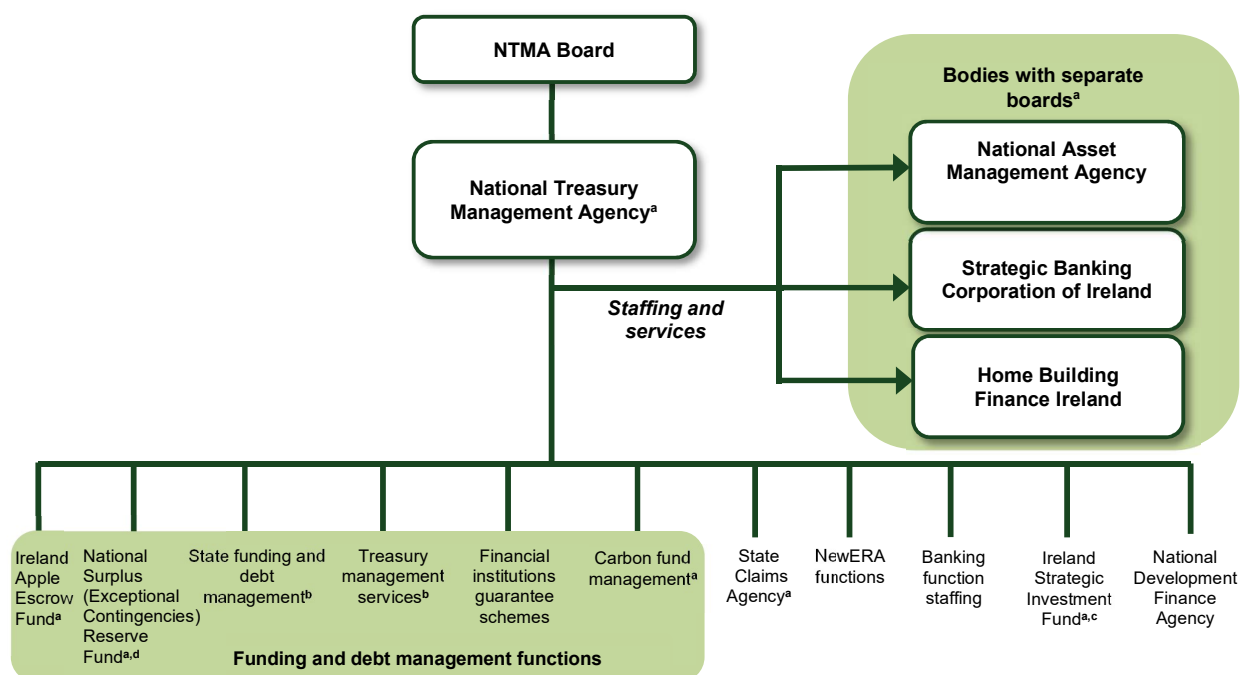 NTMA Board
National Treasury
Management Agencyᵃ
Bodies with separate
boardsᵃ
National Asset
Management Agency
Strategic Banking
Corporation of Ireland
Home Building
Finance Ireland
Staffing and
services
Ireland
Apple
Escrow
Fundᵃ
National
Surplus
(Exceptional
Contingencies)
Reserve
Fundᵃ,ᵈ
State funding and
debt
managementᵇ
Treasury
management
servicesᵇ
Financial
institutions
guarantee
schemes
Carbon fund
managementᵃ
Funding and debt management functions
State
Claims
Agencyᵃ
NewERA
functions
Banking
function
staffing
Ireland
Strategic
Investment
Fundᵃ,ᶜ
National
Development
Finance
Agency